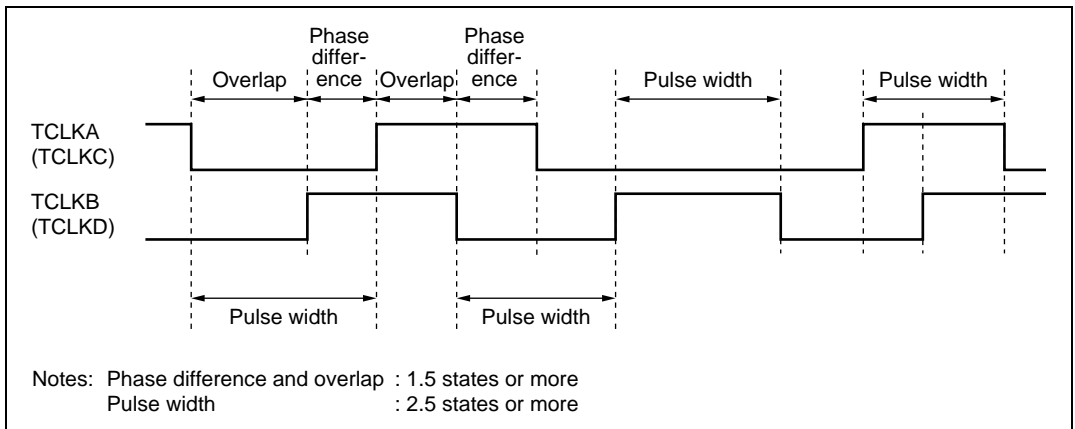 Phase
differ-
ence
Phase
differ-
ence
Overlap
Overlap
Pulse width
Pulse width
TCLKA
(TCLKC)
TCLKB
(TCLKD)
Pulse width
Pulse width
Notes: Phase difference and overlap : 1.5 states or more
Pulse width : 2.5 states or more